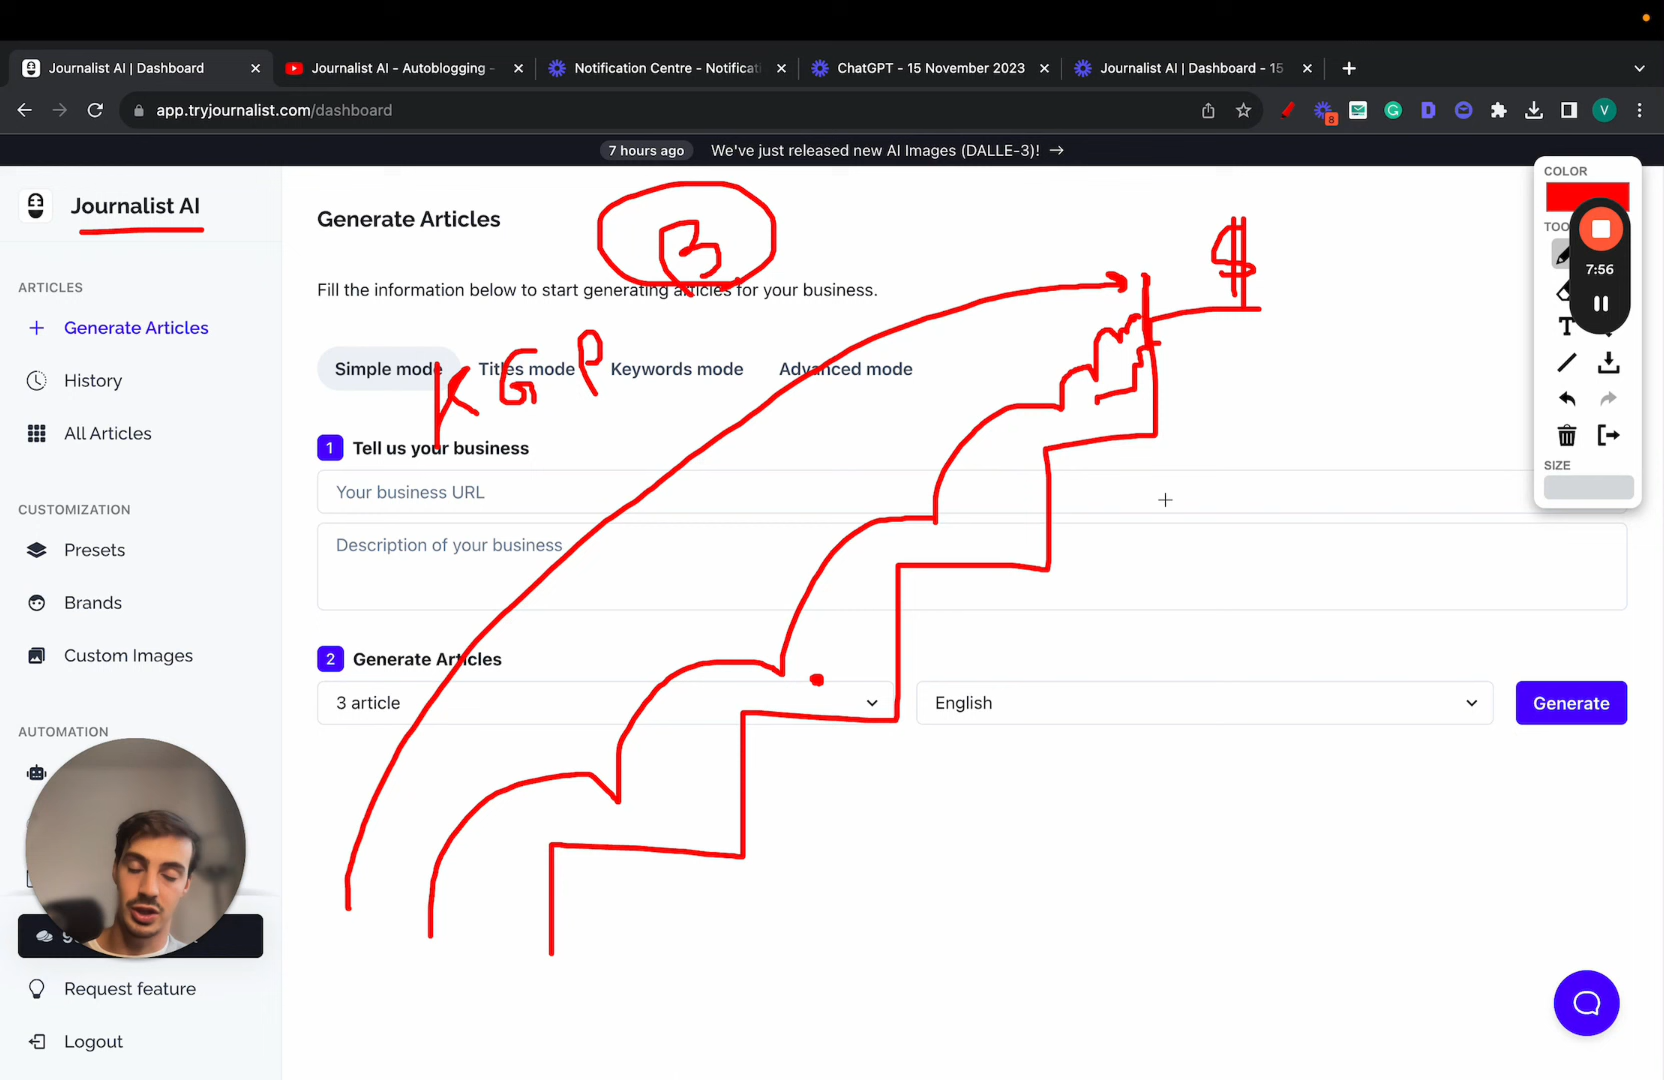 Journalist AI | Dashboard
Journalist AI - Autoblogging -
Notification Centre - Notificati
ChatGPT - 15 November 2023
Journalist AI | Dashboard - 15
app.tryjournalist.com/dashboard
8
V
7 hours ago We've just released new AI Images (DALLE-3)! →
Journalist AI
ARTICLES
Generate Articles
History
All Articles
CUSTOMIZATION
Presets
Brands
Custom Images
AUTOMATION
Request feature
Logout
Generate Articles
3
$
Fill the information below to start generating articles for your business.
Simple mode Titles mode Keywords mode Advanced mode
K G P
1 Tell us your business
Your business URL
Description of your business
2 Generate Articles
3 article
English
Generate
COLOR
7:56
T
SIZE